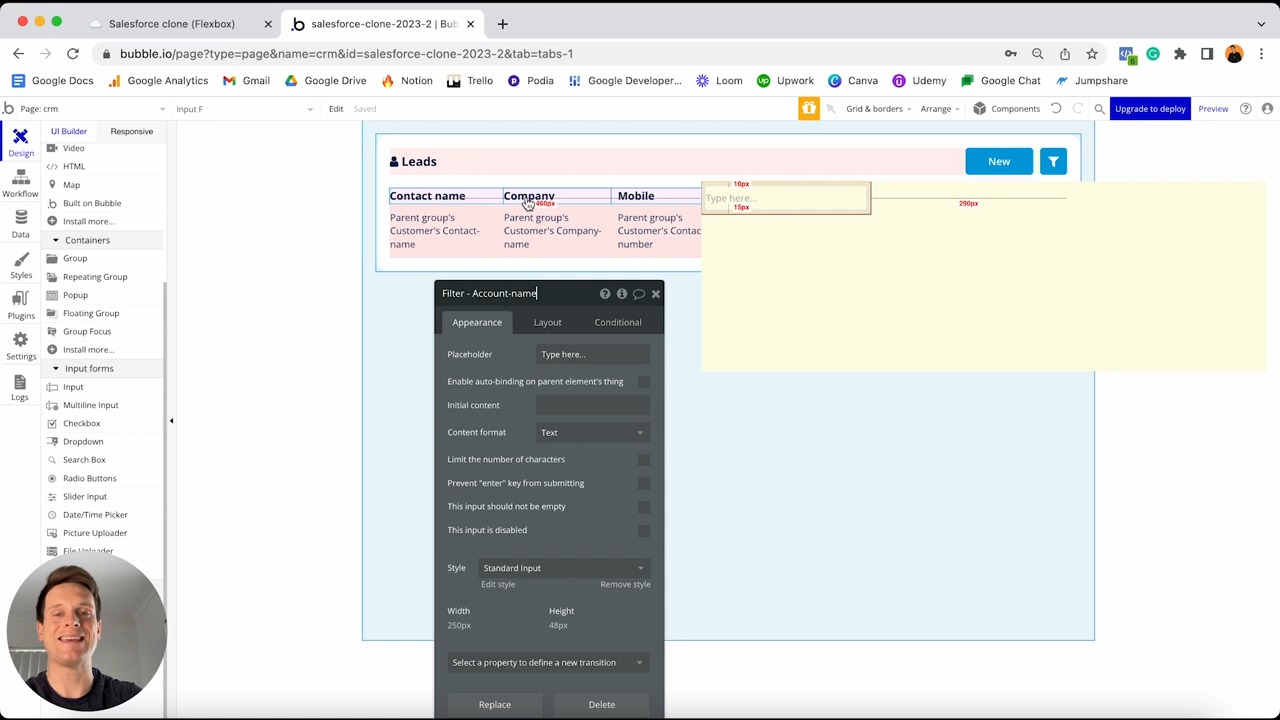 Salesforce clone (Flexbox)
salesforce-clone-2023-2 | Bub
bubble.io/page?type=page&name=crm&id=salesforce-clone-2023-2&tab=tabs-1
6
Google Docs
Google Analytics
Gmail
Google Drive
Notion
Trello
Podia
Google Developer...
Loom
Upwork
Canva
Udemy
Google Chat
Jumpshare
Page: crm
Input F
Edit
Saved
Grid & borders
Arrange
Components
Upgrade to deploy
Preview
Design
Workflow
Data
Styles
Plugins
Settings
Logs
UI Builder
Responsive
Video
HTML
Map
Built on Bubble
Install more...
Containers
Group
Repeating Group
Popup
Floating Group
Group Focus
Install more...
Input forms
Input
Multiline Input
Checkbox
Dropdown
Search Box
Radio Buttons
Slider Input
Date/Time Picker
Picture Uploader
File Uploader
Leads
New
Contact name
Company
Mobile
460px
10px
Type here...
15px
290px
Parent group's
Customer's Contact-
name
Parent group's
Customer's Company-
name
Parent group's
Customer's Contac
number
Filter - Account-name
Appearance
Layout
Conditional
Placeholder
Type here...
Enable auto-binding on parent element's thing
Initial content
Content format
Text
Limit the number of characters
Prevent "enter" key from submitting
This input should not be empty
This input is disabled
Style
Standard Input
Edit style
Remove style
Width
Height
250px
48px
Select a property to define a new transition
Replace
Delete